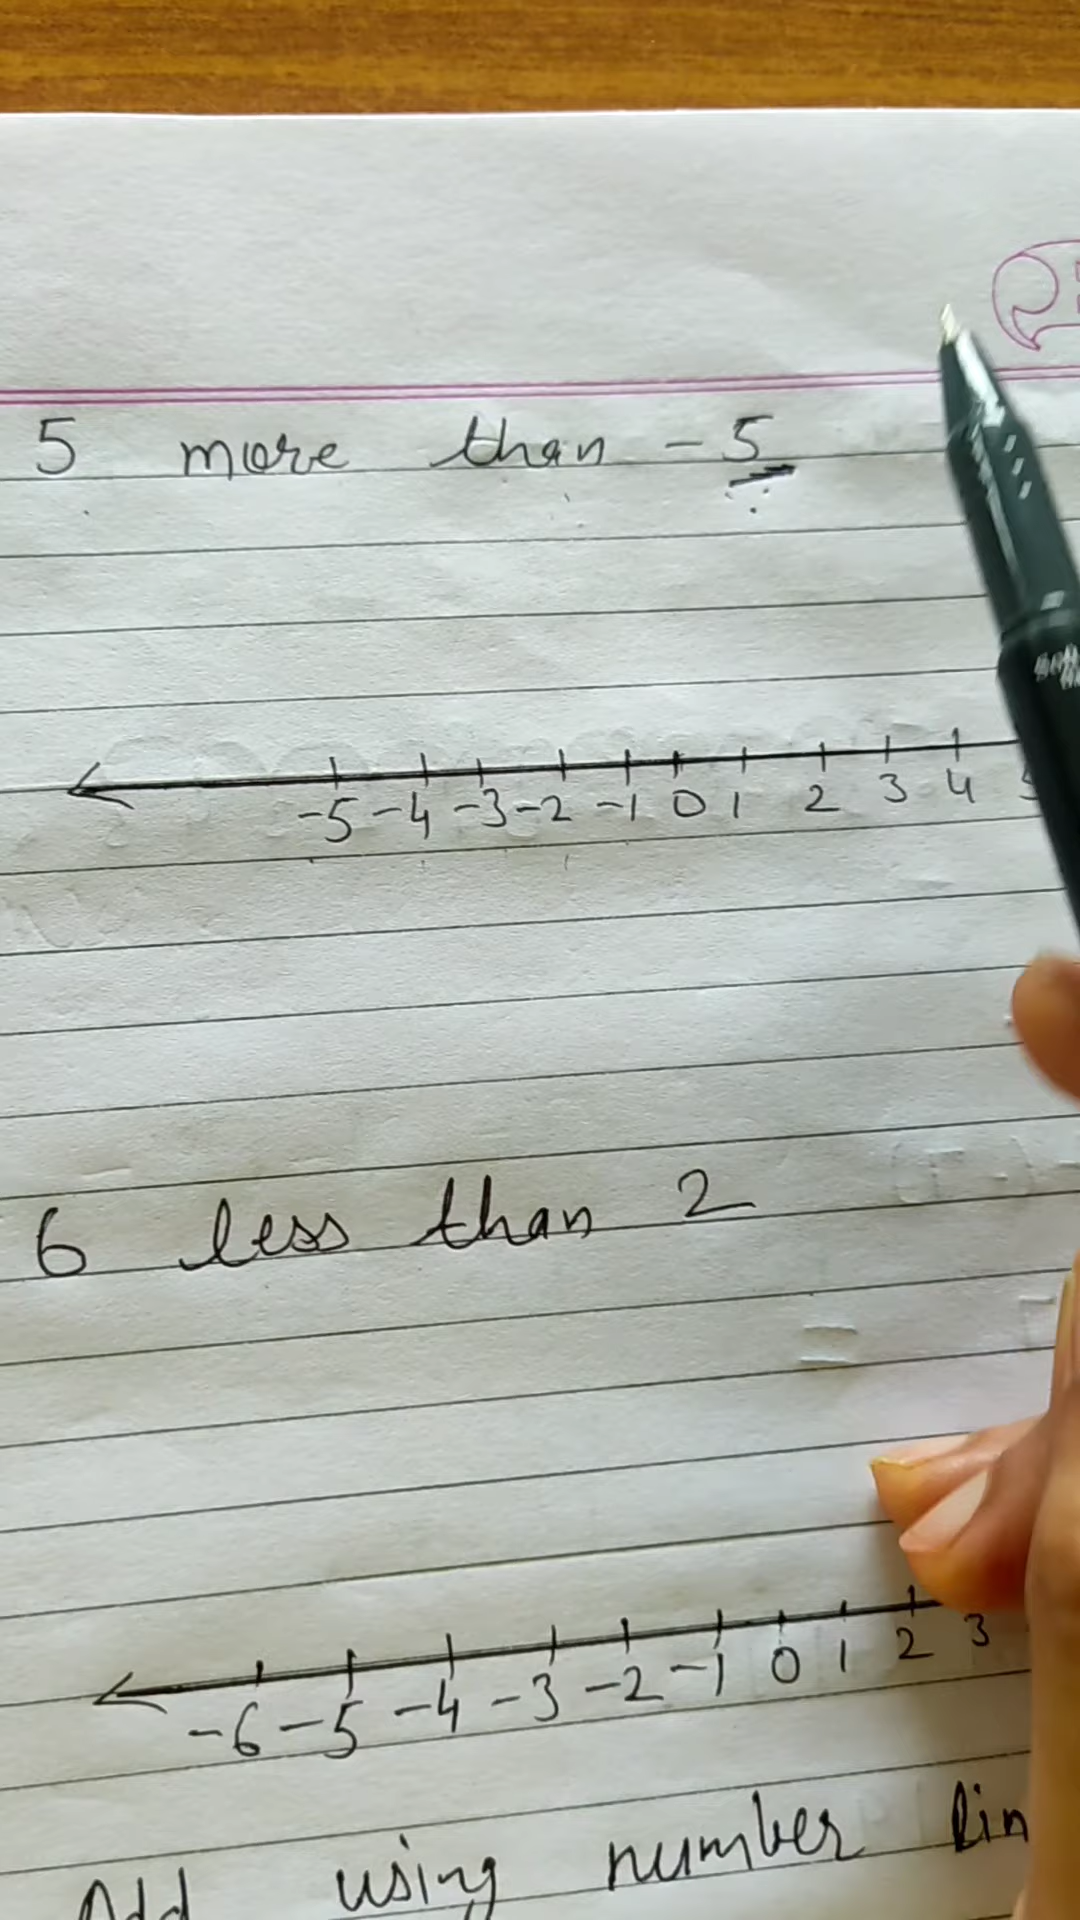 5 more than -5
-5 -4 -3 -2 -1 0 1 2 3 4
6 less than 2
-6 -5 -4 -3 -2 -1 0 1 2 3
Add using number